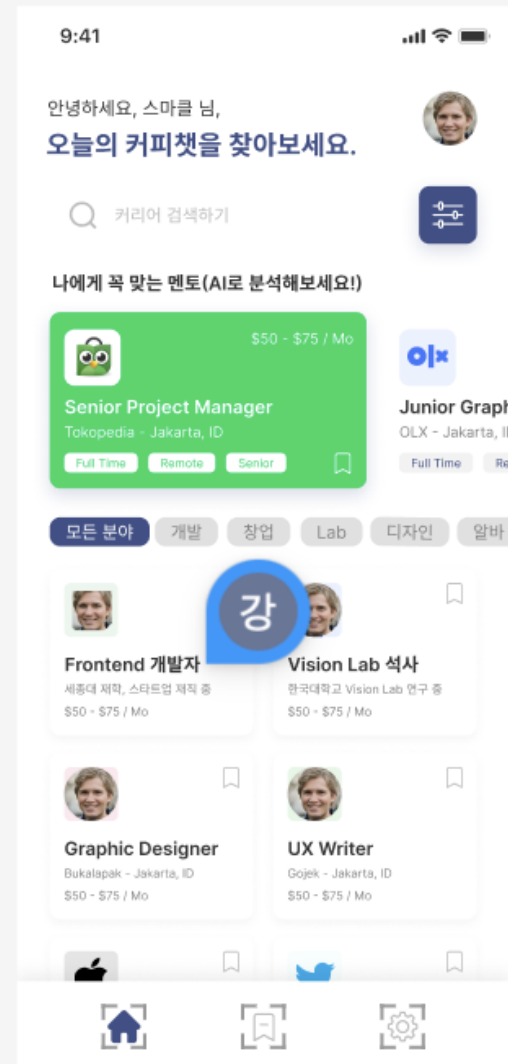 9:41
안녕하세요, 스마클 님,
오늘의 커피챗을 찾아보세요.
커리어 검색하기
나에게 꼭 맞는 멘토(AI로 분석해보세요!)
$50 - $75 / Mo
Senior Project Manager
Tokopedia - Jakarta, ID
Full Time Remote Senior
olx
Junior Graph
OLX - Jakarta, I
Full Time Re
모든 분야 개발 창업 Lab 디자인 알바
강
Frontend 개발자
세종대 재학, 스타트업 재직 중
$50 - $75 / Mo
Vision Lab 석사
한국대학교 Vision Lab 연구 중
$50 - $75 / Mo
Graphic Designer
Bukalapak - Jakarta, ID
$50 - $75 / Mo
UX Writer
Gojek - Jakarta, ID
$50 - $75 / Mo